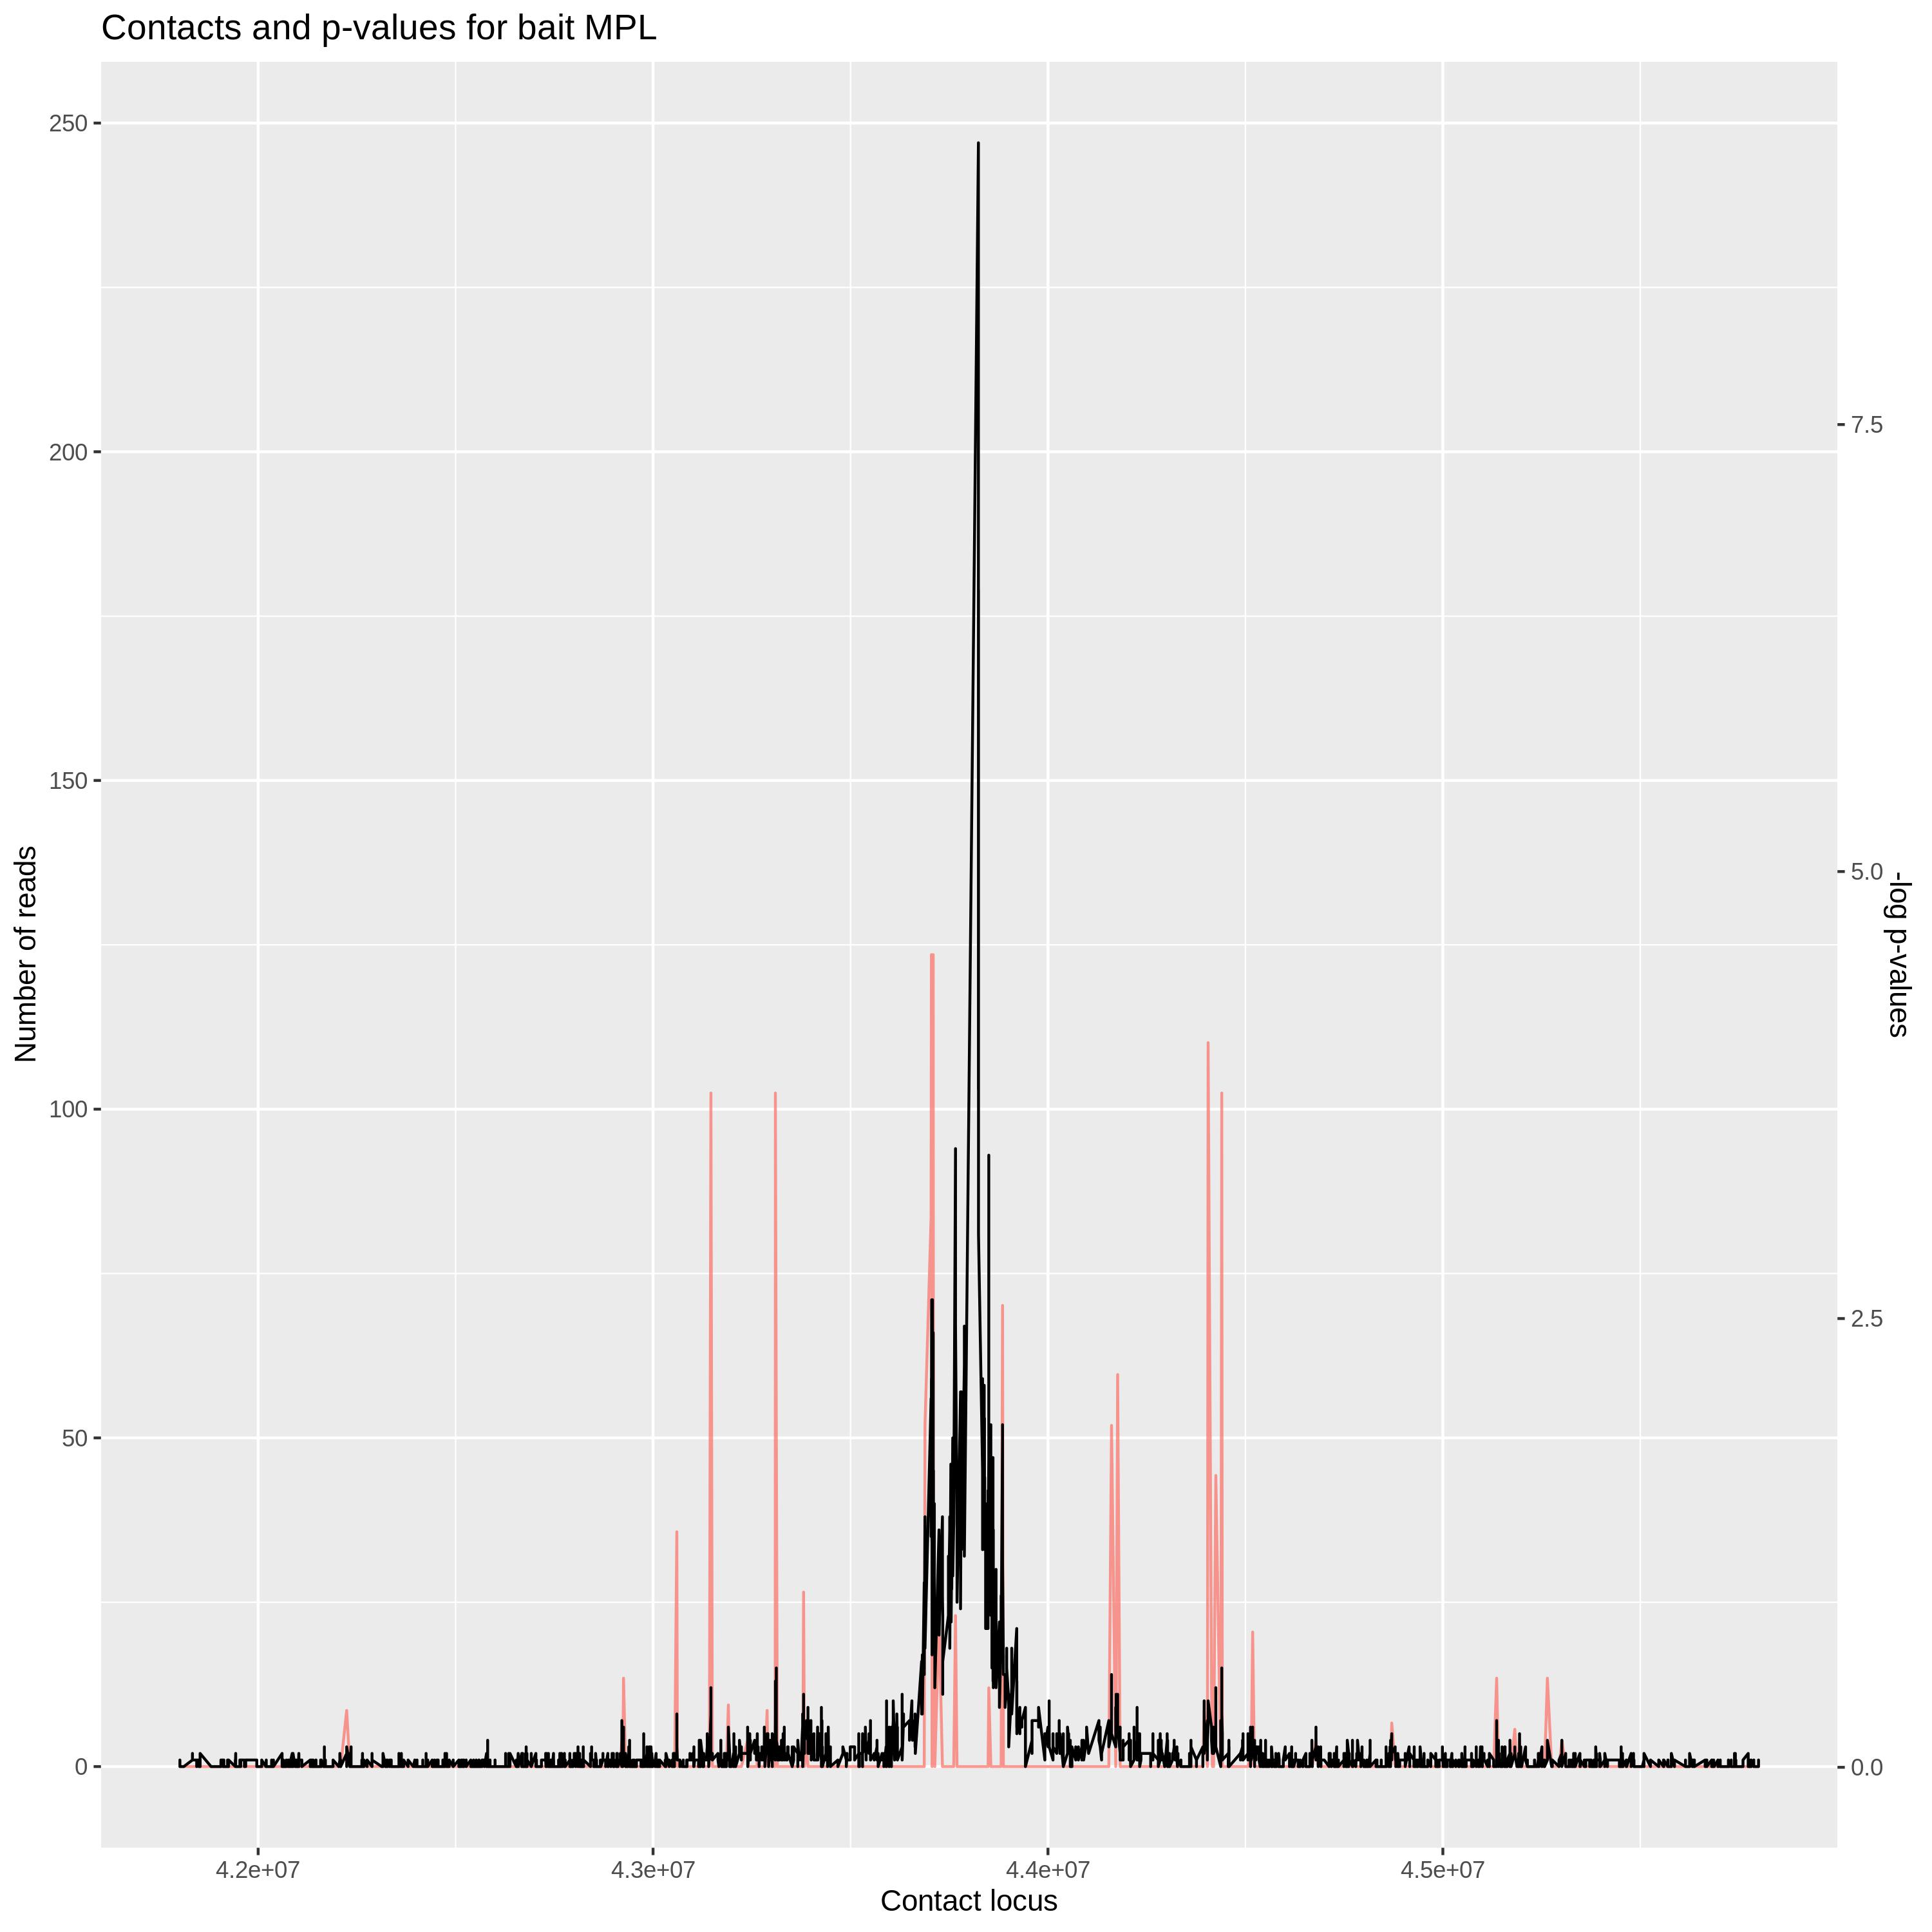 Contacts and p-values for bait MPL
250
200
150
100
50
0
Number of reads
7.5
5.0
2.5
0.0
-log p-values
4.2e+07
4.3e+07
4.4e+07
4.5e+07
Contact locus